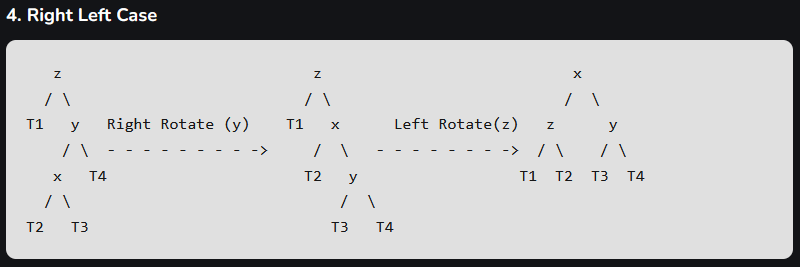 4. Right Left Case
z z x
/ \ / \ / \
T1 y Right Rotate (y) T1 x Left Rotate(z) z y
/ \ - - - - - - - - -> / \ - - - - - - - -> / \ / \
x T4 T2 y T1 T2 T3 T4
/ \ / \
T2 T3 T3 T4